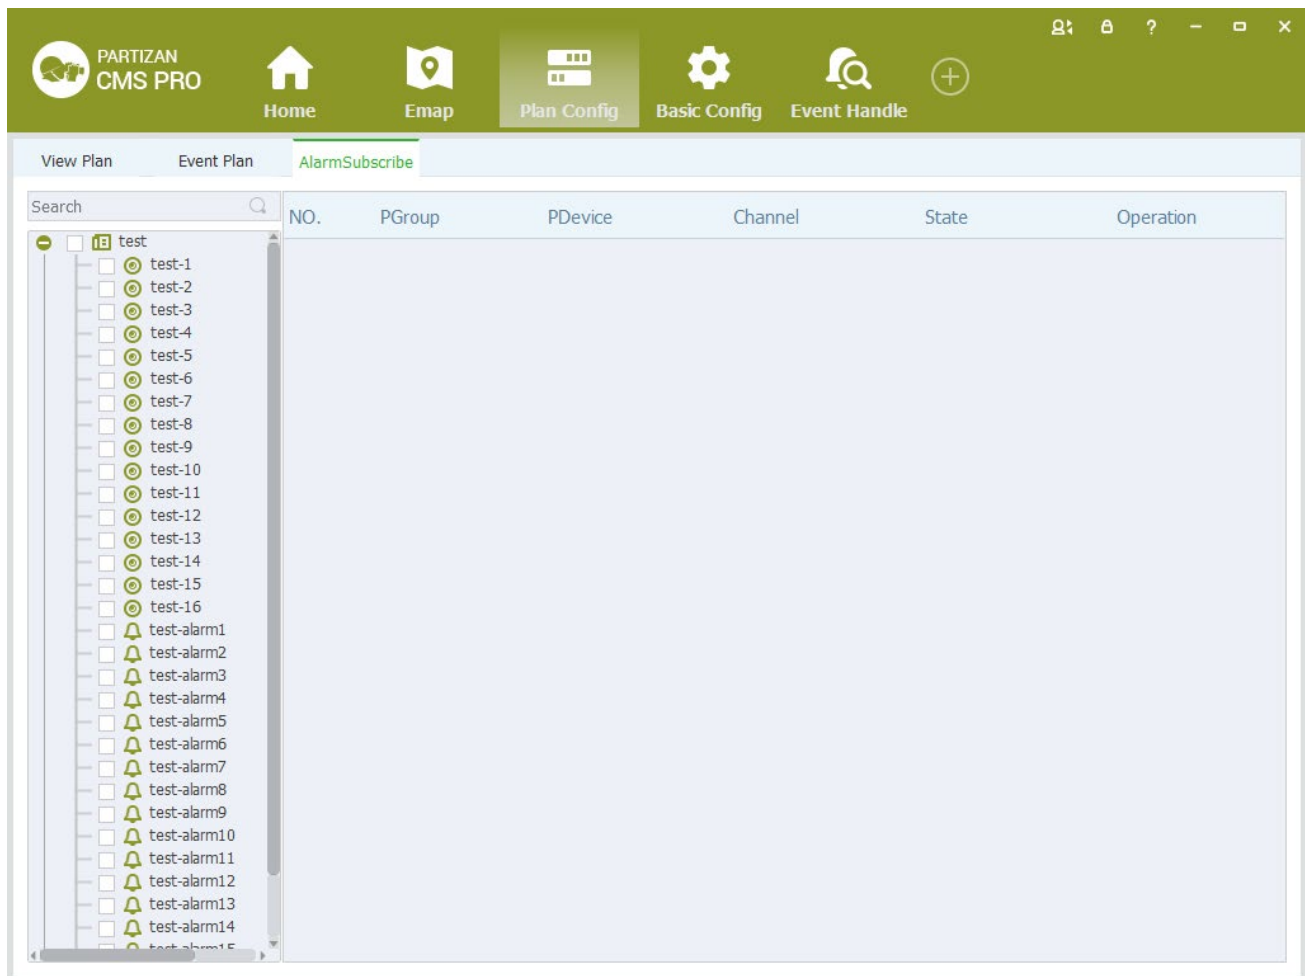 PARTIZAN
CMS PRO
Home
Emap
Plan Config
Basic Config
Event Handle
?
View Plan
Event Plan
AlarmSubscribe
Search
NO.
PGroup
PDevice
Channel
State
Operation
test
test-1
test-2
test-3
test-4
test-5
test-6
test-7
test-8
test-9
test-10
test-11
test-12
test-13
test-14
test-15
test-16
test-alarm1
test-alarm2
test-alarm3
test-alarm4
test-alarm5
test-alarm6
test-alarm7
test-alarm8
test-alarm9
test-alarm10
test-alarm11
test-alarm12
test-alarm13
test-alarm14
test-alarm15